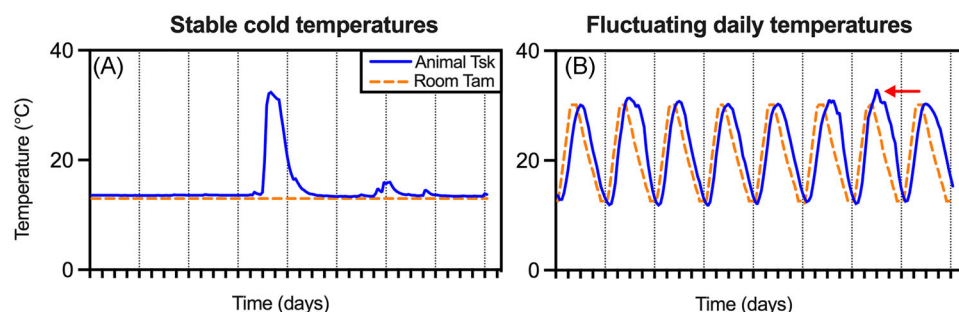 Stable cold temperatures
Fluctuating daily temperatures
(A)
Animal Tsk
Room Tam
(B)
Temperature (°C)
40
20
0
40
20
0
Time (days)
Time (days)